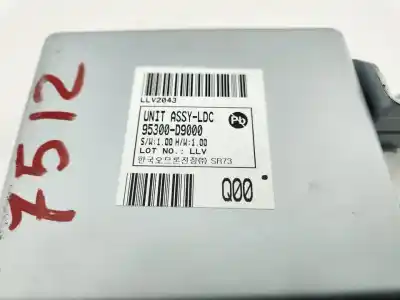 7512
LLV2043
UNIT ASSY-LDC
95300-D9000
S/W:1.00 H/W:1.00
LOT NO.: LLV
한국오므론전장㈜ SR73
Pb
Q00